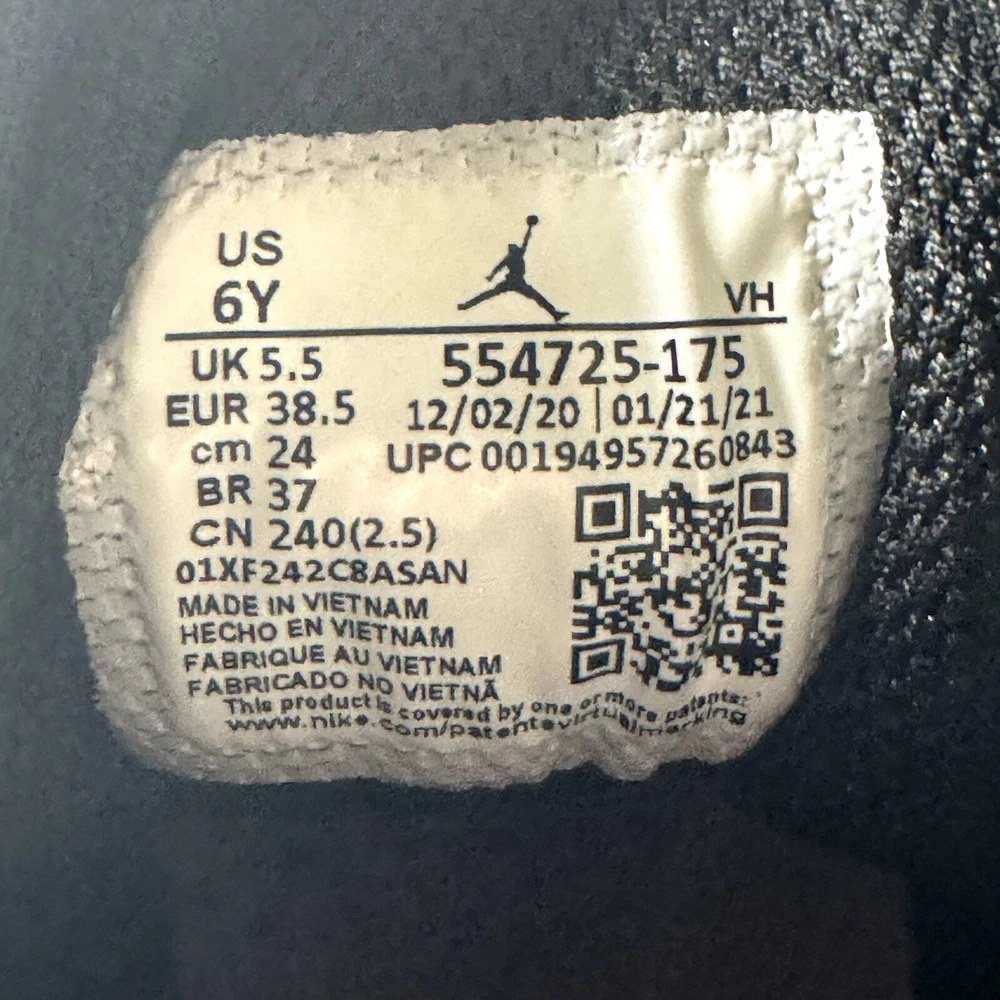 US
6Y
VH
UK 5.5
554725-175
EUR 38.5
12/02/20 | 01/21/21
cm 24
UPC 00194957260843
BR 37
CN 240(2.5)
01XF242C8ASAN
MADE IN VIETNAM
HECHO EN VIETNAM
FABRIQUE AU VIETNAM
FABRICADO NO VIETNÃ
This product is covered by one or more patents:
www.nike.com/patentsvirtualmarking